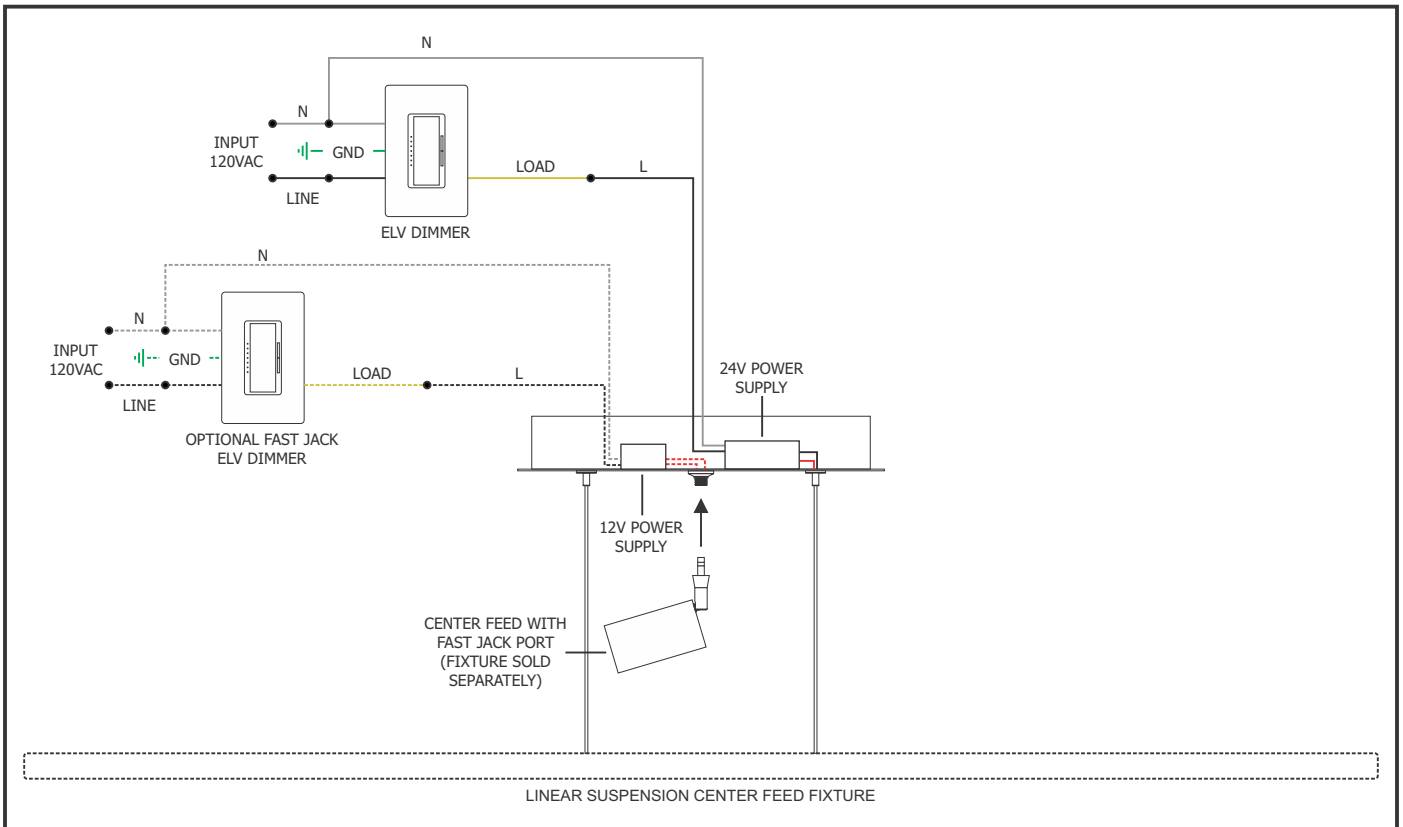 N
N
INPUT
120VAC
GND
LOAD
L
LINE
ELV DIMMER
N
N
INPUT
120VAC
GND
LOAD
L
LINE
OPTIONAL FAST JACK
ELV DIMMER
24V POWER
SUPPLY
12V POWER
SUPPLY
CENTER FEED WITH
FAST JACK PORT
(FIXTURE SOLD
SEPARATELY)
LINEAR SUSPENSION CENTER FEED FIXTURE